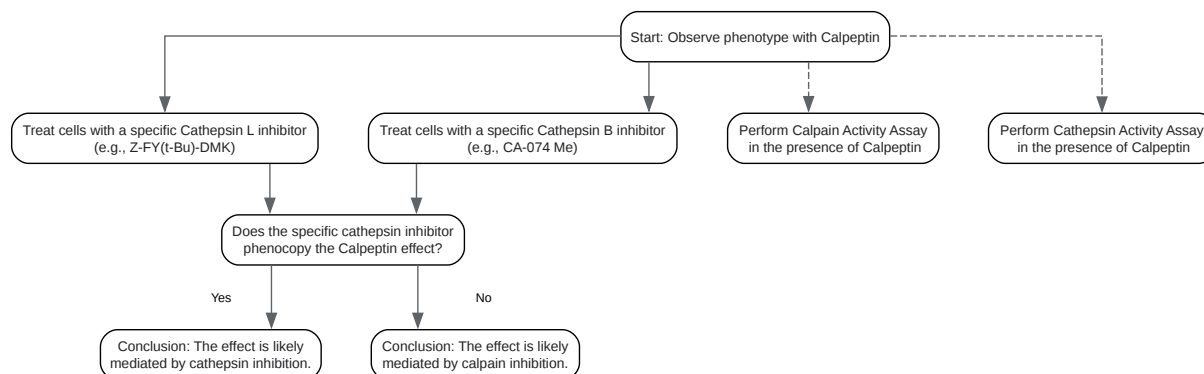 Start: Observe phenotype with Calpeptin
Treat cells with a specific Cathepsin L inhibitor
(e.g., Z-FY(t-Bu)-DMK)
Treat cells with a specific Cathepsin B inhibitor
(e.g., CA-074 Me)
Perform Calpain Activity Assay
in the presence of Calpeptin
Perform Cathepsin Activity Assay
in the presence of Calpeptin
Does the specific cathepsin inhibitor
phenocopy the Calpeptin effect?
Yes
No
Conclusion: The effect is likely
mediated by cathepsin inhibition.
Conclusion: The effect is likely
mediated by calpain inhibition.